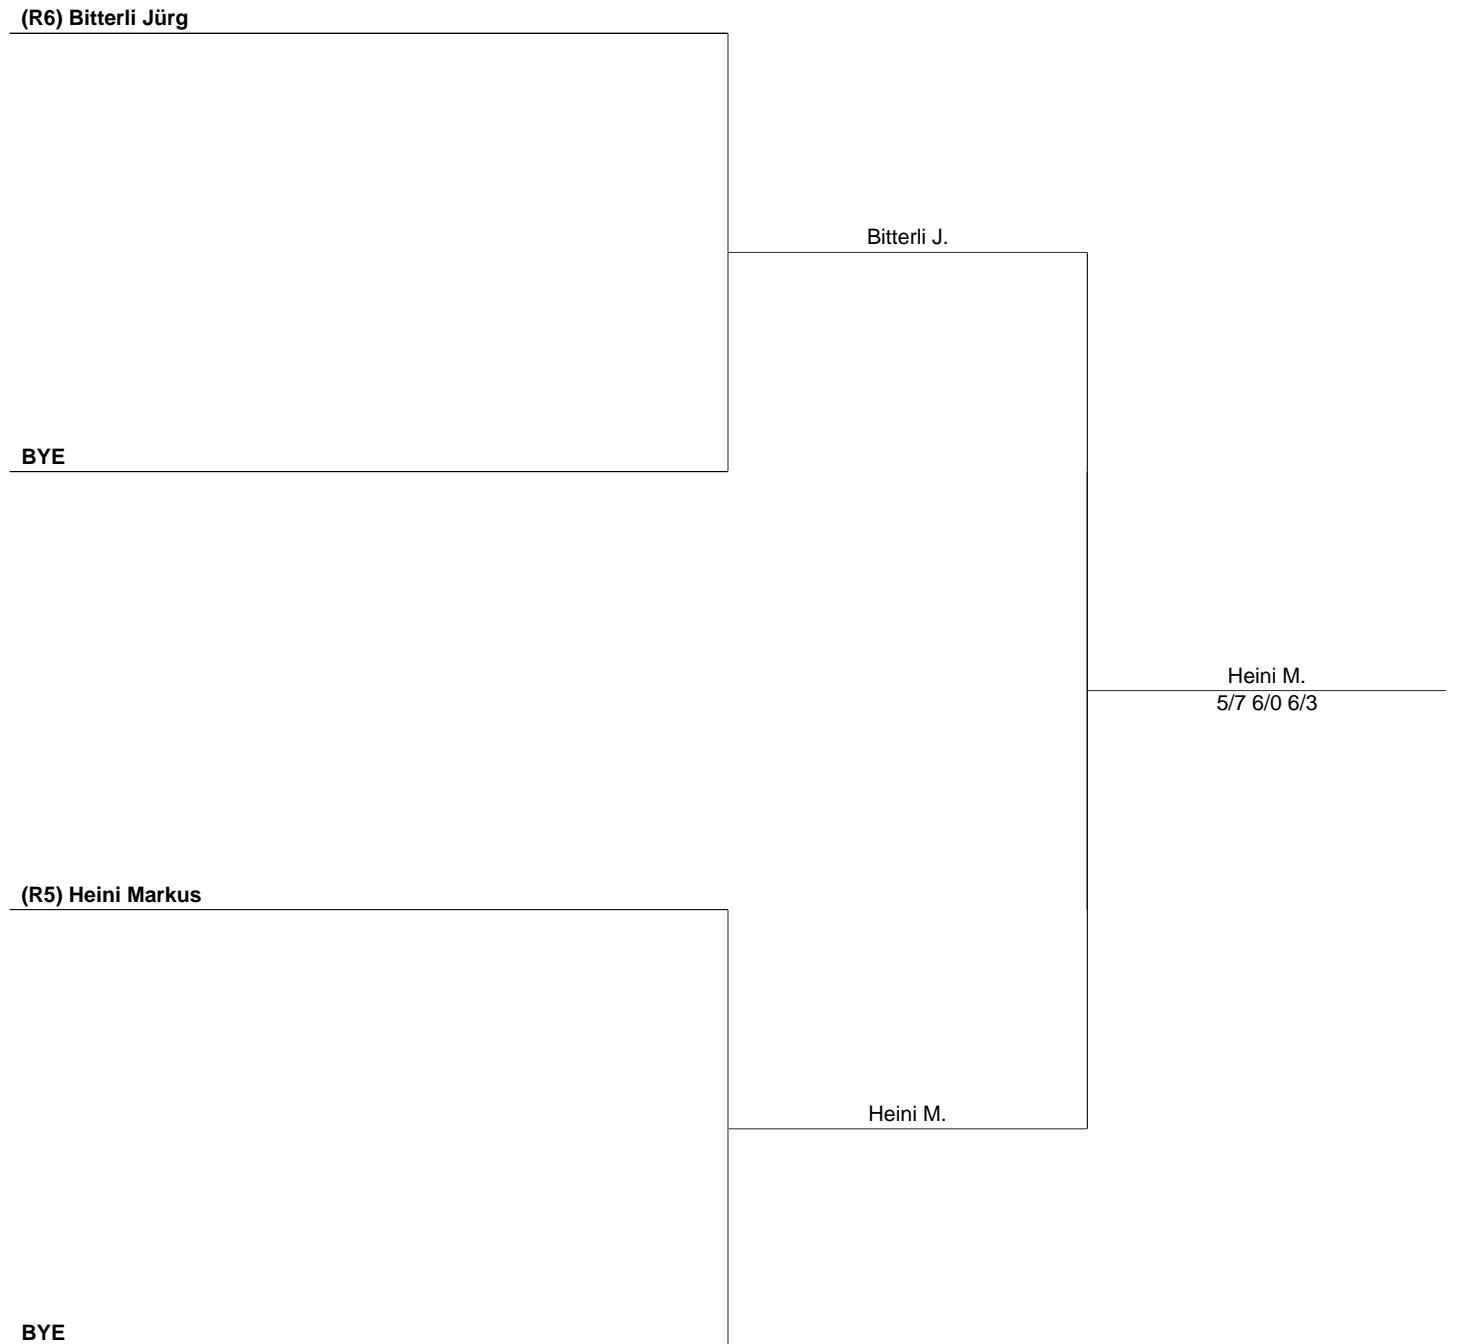 (R6) Bitterli Jürg
Bitterli J.
BYE
Heini M.
5/7 6/0 6/3
(R5) Heini Markus
Heini M.
BYE